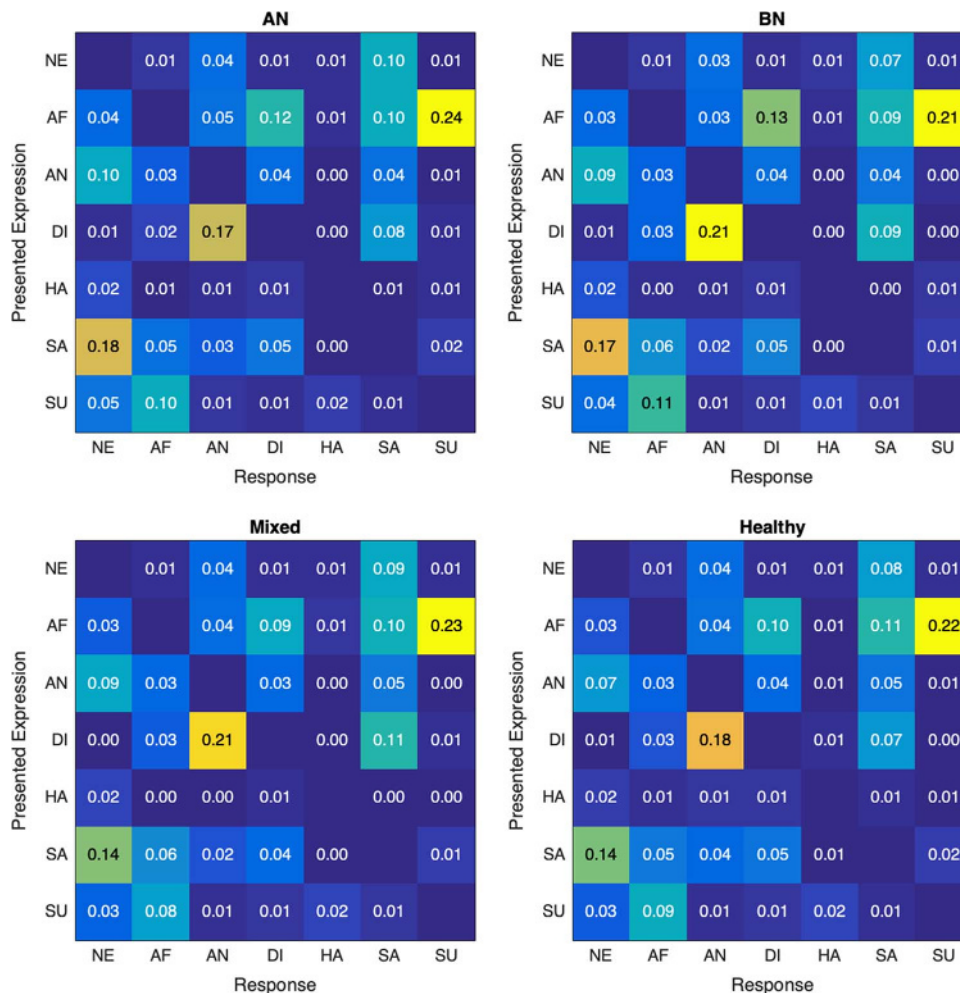 AN
NE 0.01 0.04 0.01 0.01 0.10 0.01
AF 0.04 0.05 0.12 0.01 0.10 0.24
AN 0.10 0.03 0.04 0.00 0.04 0.01
DI 0.01 0.02 0.17 0.00 0.08 0.01
HA 0.02 0.01 0.01 0.01 0.01 0.01
SA 0.18 0.05 0.03 0.05 0.00 0.02
SU 0.05 0.10 0.01 0.01 0.02 0.01
NE AF AN DI HA SA SU
Response
Presented Expression
BN
NE 0.01 0.03 0.01 0.01 0.07 0.01
AF 0.03 0.03 0.13 0.01 0.09 0.21
AN 0.09 0.03 0.04 0.00 0.04 0.00
DI 0.01 0.03 0.21 0.00 0.09 0.00
HA 0.02 0.00 0.01 0.01 0.00 0.01
SA 0.17 0.06 0.02 0.05 0.00 0.01
SU 0.04 0.11 0.01 0.01 0.01 0.01
NE AF AN DI HA SA SU
Response
Presented Expression
Mixed
NE 0.01 0.04 0.01 0.01 0.09 0.01
AF 0.03 0.04 0.09 0.01 0.10 0.23
AN 0.09 0.03 0.03 0.00 0.05 0.00
DI 0.00 0.03 0.21 0.00 0.11 0.01
HA 0.02 0.00 0.00 0.01 0.00 0.00
SA 0.14 0.06 0.02 0.04 0.00 0.01
SU 0.03 0.08 0.01 0.01 0.02 0.01
NE AF AN DI HA SA SU
Response
Presented Expression
Healthy
NE 0.01 0.04 0.01 0.01 0.08 0.01
AF 0.03 0.04 0.10 0.01 0.11 0.22
AN 0.07 0.03 0.04 0.01 0.05 0.01
DI 0.01 0.03 0.18 0.01 0.07 0.00
HA 0.02 0.01 0.01 0.01 0.01 0.01
SA 0.14 0.05 0.04 0.05 0.01 0.02
SU 0.03 0.09 0.01 0.01 0.02 0.01
NE AF AN DI HA SA SU
Response
Presented Expression